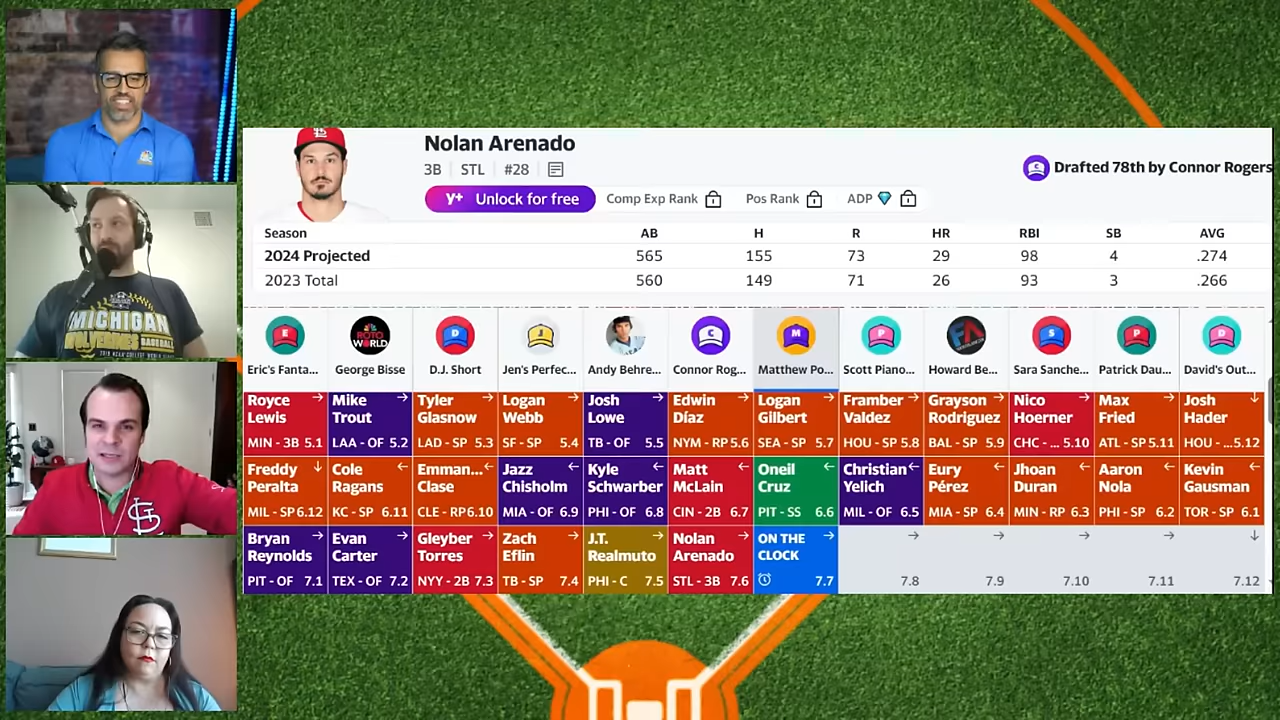 Nolan Arenado
3B STL #28
Drafted 78th by Connor Rogers
y+ Unlock for free Comp Exp Rank Pos Rank ADP
Season AB H R HR RBI SB AVG
2024 Projected 565 155 73 29 98 4 .274
2023 Total 560 149 71 26 93 3 .266
E ROTO WORLD D J C M P FA S P D
Eric's Fanta... George Bisse D.J. Short Jen's Perfec... Andy Behre... Connor Rog... Matthew Po... Scott Piano... Howard Be... Sara Sanche... Patrick Dau... David's Out...
Royce Mike Tyler Logan Josh Edwin Logan Framber Grayson Nico Max Josh
Lewis Trout Glasnow Webb Lowe Díaz Gilbert Valdez Rodriguez Hoerner Fried Hader
MIN - 3B 5.1 LAA - OF 5.2 LAD - SP 5.3 SF - SP 5.4 TB - OF 5.5 NYM - RP 5.6 SEA - SP 5.7 HOU - SP 5.8 BAL - SP 5.9 CHC - ... 5.10 ATL - SP 5.11 HOU - ... 5.12
Freddy Cole Emman... Jazz Kyle Matt Oneil Christian Eury Jhoan Aaron Kevin
Peralta Ragans Clase Chisholm Schwarber McLain Cruz Yelich Pérez Duran Nola Gausman
MIL - SP 6.12 KC - SP 6.11 CLE - RP 6.10 MIA - OF 6.9 PHI - OF 6.8 CIN - 2B 6.7 PIT - SS 6.6 MIL - OF 6.5 MIA - SP 6.4 MIN - RP 6.3 PHI - SP 6.2 TOR - SP 6.1
Bryan Evan Gleyber Zach J.T. Nolan ON THE
Reynolds Carter Torres Eflin Realmuto Arenado CLOCK
PIT - OF 7.1 TEX - OF 7.2 NYY - 2B 7.3 TB - SP 7.4 PHI - C 7.5 STL - 3B 7.6 7.7 7.8 7.9 7.10 7.11 7.12
MICHIGAN
WOLVERINES BASEBALL